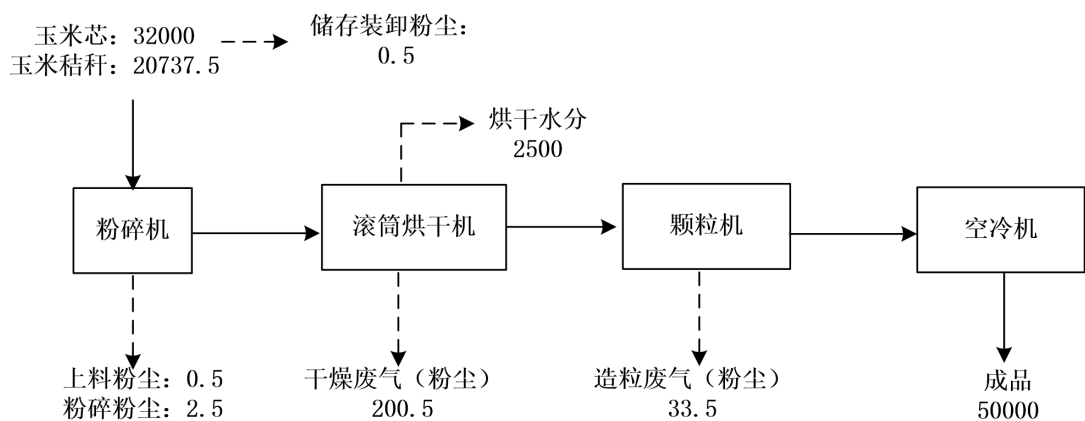 玉米芯：32000
玉米秸秆：20737.5
储存装卸粉尘：
0.5
烘干水分
2500
粉碎机
滚筒烘干机
颗粒机
空冷机
上料粉尘：0.5
粉碎粉尘：2.5
干燥废气（粉尘）
200.5
造粒废气（粉尘）
33.5
成品
50000